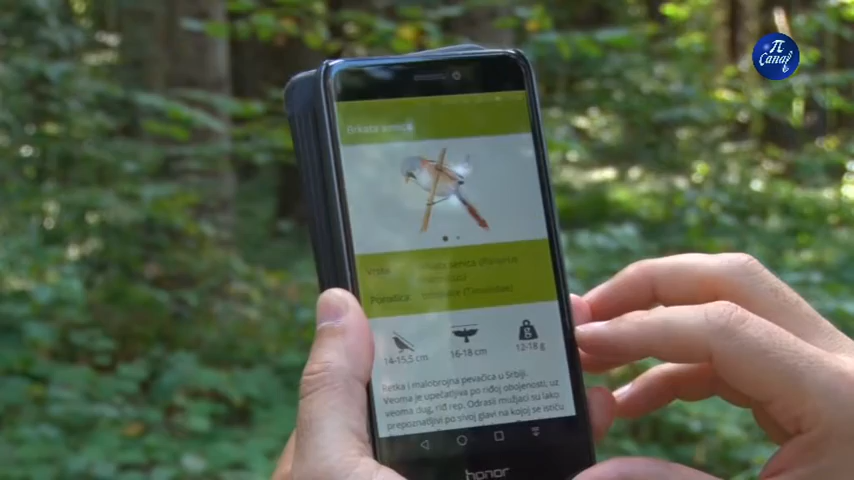 π
Canal
Brkata senica
Vrsta
Porodica:
14-15,5 cm
16-18 cm
12-18 g
Retka i malobrojna pevačica u Srbiji.
Veoma je upečatljiva po riđoj obojenosti, uz
veoma dug, riđ rep. Odrasli mužjaci su lako
prepoznatljivi po sivoj glavi na kojoj se ističu
honor